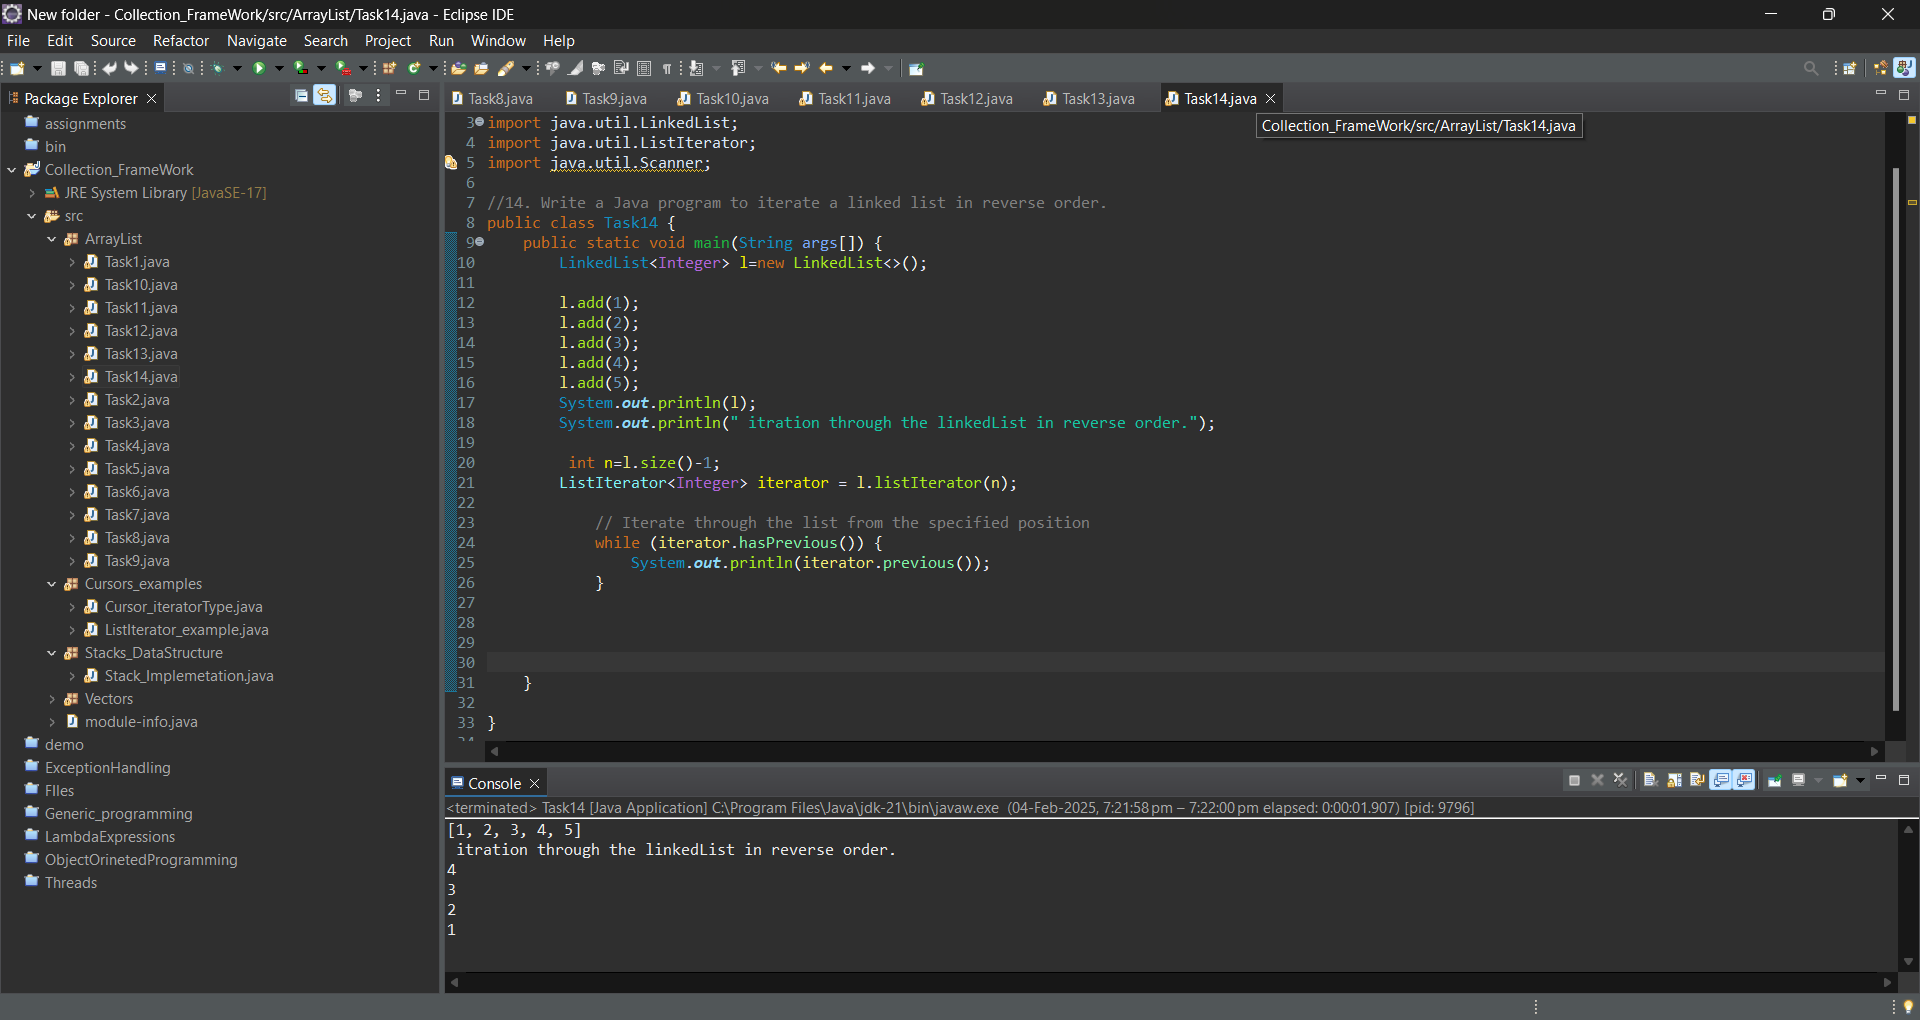 New folder - Collection_FrameWork/src/ArrayList/Task14.java - Eclipse IDE
File Edit Source Refactor Navigate Search Project Run Window Help
Package Explorer
assignments
bin
Collection_FrameWork
JRE System Library [JavaSE-17]
src
ArrayList
Task1.java
Task10.java
Task11.java
Task12.java
Task13.java
Task14.java
Task2.java
Task3.java
Task4.java
Task5.java
Task6.java
Task7.java
Task8.java
Task9.java
Cursors_examples
Cursor_iteratorType.java
ListIterator_example.java
Stacks_DataStructure
Stack_Implemetation.java
Vectors
module-info.java
demo
ExceptionHandling
FIles
Generic_programming
LambdaExpressions
ObjectOrinetedProgramming
Threads
Task8.java Task9.java Task10.java Task11.java Task12.java Task13.java Task14.java
Collection_FrameWork/src/ArrayList/Task14.java
3 import java.util.LinkedList;
4 import java.util.ListIterator;
5 import java.util.Scanner;
6
7 //14. Write a Java program to iterate a linked list in reverse order.
8 public class Task14 {
9     public static void main(String args[]) {
10         LinkedList<Integer> l=new LinkedList<>();
11
12         l.add(1);
13         l.add(2);
14         l.add(3);
15         l.add(4);
16         l.add(5);
17         System.out.println(l);
18         System.out.println(" itration through the linkedList in reverse order.");
19
20          int n=l.size()-1;
21         ListIterator<Integer> iterator = l.listIterator(n);
22
23             // Iterate through the list from the specified position
24             while (iterator.hasPrevious()) {
25                 System.out.println(iterator.previous());
26             }
27
28
29
30
31     }
32
33 }
34
Console
<terminated> Task14 [Java Application] C:\Program Files\Java\jdk-21\bin\javaw.exe (04-Feb-2025, 7:21:58 pm – 7:22:00 pm elapsed: 0:00:01.907) [pid: 9796]
[1, 2, 3, 4, 5]
 itration through the linkedList in reverse order.
4
3
2
1